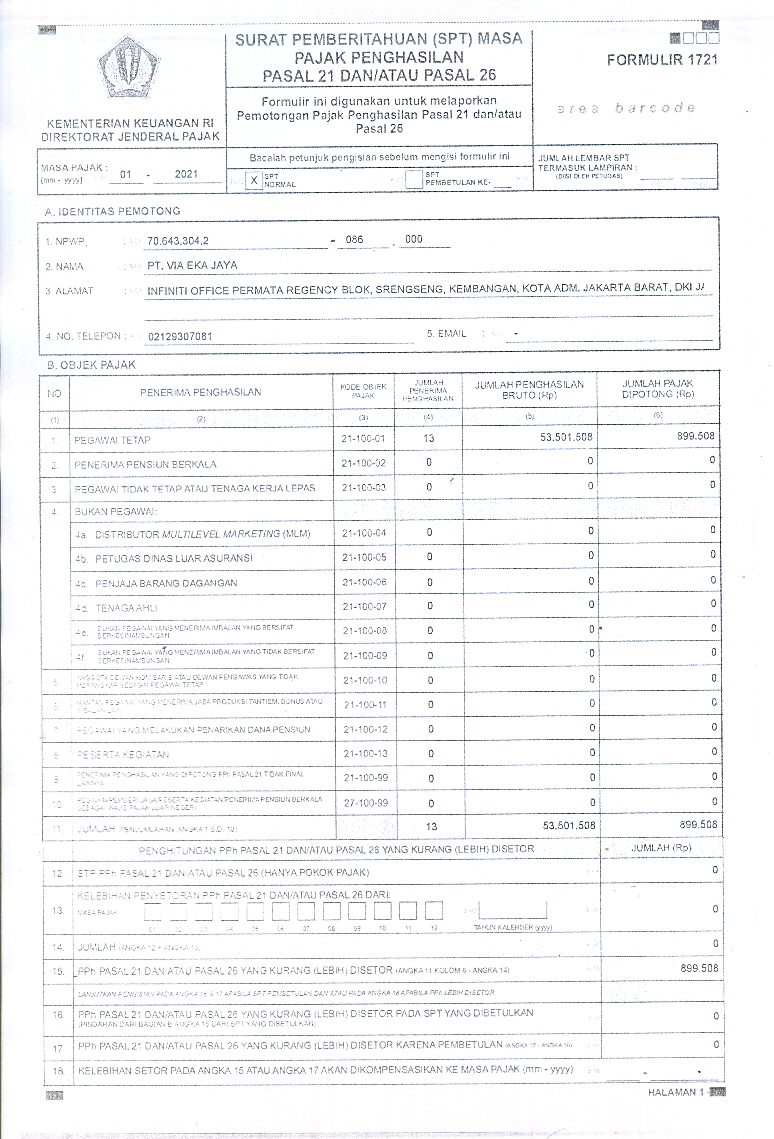 SURAT PEMBERITAHUAN (SPT) MASA
PAJAK PENGHASILAN
PASAL 21 DAN/ATAU PASAL 26
FORMULIR 1721
Formulir ini digunakan untuk melaporkan
Pemotongan Pajak Penghasilan Pasal 21 dan/atau
Pasal 26
area barcode
KEMENTERIAN KEUANGAN RI
DIREKTORAT JENDERAL PAJAK
MASA PAJAK :
(mm - yyyy) 01 - 2021
Bacalah petunjuk pengisian sebelum mengisi formulir ini
X SPT NORMAL
SPT PEMBETULAN KE-
JUMLAH LEMBAR SPT
TERMASUK LAMPIRAN :
(DIISI OLEH PETUGAS)
A. IDENTITAS PEMOTONG
1. NPWP : 70.643.304.2 - 086 . 000
2. NAMA : PT. VIA EKA JAYA
3. ALAMAT : INFINITI OFFICE PERMATA REGENCY BLOK, SRENGSENG, KEMBANGAN, KOTA ADM. JAKARTA BARAT, DKI JA
4. NO. TELEPON : 02129307081 5. EMAIL : -
B. OBJEK PAJAK
NO PENERIMA PENGHASILAN KODE OBJEK PAJAK JUMLAH PENERIMA PENGHASILAN JUMLAH PENGHASILAN BRUTO (Rp) JUMLAH PAJAK DIPOTONG (Rp)
(1) (2) (3) (4) (5) (6)
1. PEGAWAI TETAP 21-100-01 13 53.501.508 899.508
2. PENERIMA PENSIUN BERKALA 21-100-02 0 0 0
3. PEGAWAI TIDAK TETAP ATAU TENAGA KERJA LEPAS 21-100-03 0 0 0
4. BUKAN PEGAWAI:
4a. DISTRIBUTOR MULTILEVEL MARKETING (MLM) 21-100-04 0 0 0
4b. PETUGAS DINAS LUAR ASURANSI 21-100-05 0 0 0
4c. PENJAJA BARANG DAGANGAN 21-100-06 0 0 0
4d. TENAGA AHLI 21-100-07 0 0 0
4e. BUKAN PEGAWAI YANG MENERIMA IMBALAN YANG BERSIFAT BERKESINAMBUNGAN 21-100-08 0 0 0
4f. BUKAN PEGAWAI YANG MENERIMA IMBALAN YANG TIDAK BERSIFAT BERKESINAMBUNGAN 21-100-09 0 0 0
5. ANGGOTA DEWAN KOMISARIS ATAU DEWAN PENGAWAS YANG TIDAK MERANGKAP SEBAGAI PEGAWAI TETAP 21-100-10 0 0 0
6. MANTAN PEGAWAI YANG MENERIMA JASA PRODUKSI TANTIEM, BONUS ATAU 21-100-11 0 0 0
7. PEGAWAI YANG MELAKUKAN PENARIKAN DANA PENSIUN 21-100-12 0 0 0
8. PESERTA KEGIATAN 21-100-13 0 0 0
9. PENERIMA PENGHASILAN YANG DIPOTONG PPh PASAL 21 TIDAK FINAL LAINNYA 21-100-99 0 0 0
10. PESERTA KEGIATAN/PENERIMA PENSIUN BERKALA SEBAGAI WAJIB PAJAK LUAR NEGERI 27-100-99 0 0 0
11. JUMLAH (PENJUMLAHAN ANGKA 1 S.D. 10) 13 53.501.508 899.508
PENGHITUNGAN PPh PASAL 21 DAN/ATAU PASAL 26 YANG KURANG (LEBIH) DISETOR JUMLAH (Rp)
12. STP PPh PASAL 21 DAN/ATAU PASAL 26 (HANYA POKOK PAJAK) 0
13. KELEBIHAN PENYETORAN PPh PASAL 21 DAN/ATAU PASAL 26 DARI: 0
MASA PAJAK
01 02 03 04 05 06 07 08 09 10 11 12 TAHUN KALENDER (yyyy)
14. JUMLAH (ANGKA 12 + ANGKA 13) 0
15. PPh PASAL 21 DAN/ATAU PASAL 26 YANG KURANG (LEBIH) DISETOR (ANGKA 11 KOLOM 6 - ANGKA 14) 899.508
LANJUTKAN PENGISIAN PADA ANGKA 16 & 17 APABILA SPT PEMBETULAN DAN/ATAU PADA ANGKA 18 APABILA PPh LEBIH DISETOR
16. PPh PASAL 21 DAN/ATAU PASAL 26 YANG KURANG (LEBIH) DISETOR PADA SPT YANG DIBETULKAN 0
(PINDAHAN DARI BAGIAN B ANGKA 15 DARI SPT YANG DIBETULKAN)
17. PPh PASAL 21 DAN/ATAU PASAL 26 YANG KURANG (LEBIH) DISETOR KARENA PEMBETULAN (ANGKA 15 - ANGKA 16) 0
18. KELEBIHAN SETOR PADA ANGKA 15 ATAU ANGKA 17 AKAN DIKOMPENSASIKAN KE MASA PAJAK (mm - yyyy) - -
HALAMAN 1